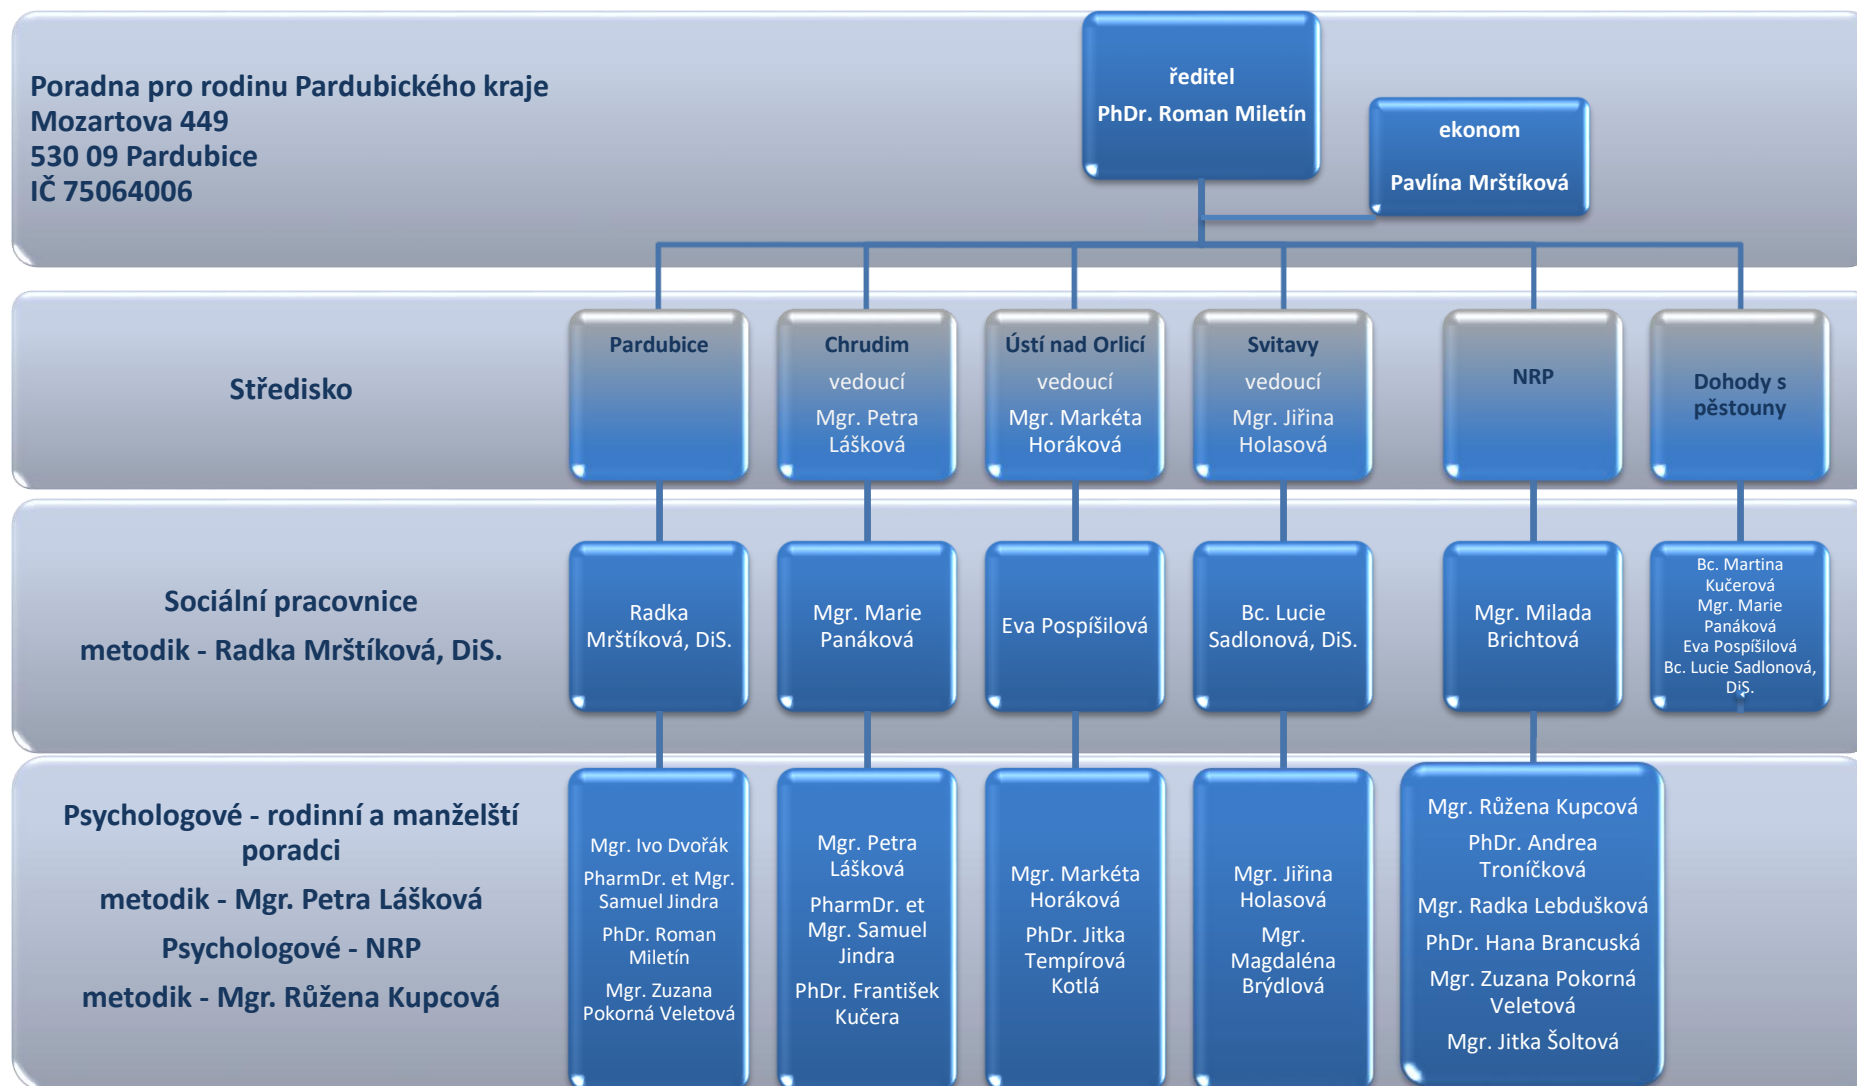 Poradna pro rodinu Pardubického kraje
Mozartova 449
530 09 Pardubice
IČ 75064006
ředitel
PhDr. Roman Miletín
ekonom
Pavlína Mrštíková
Středisko
Pardubice
Chrudim
vedoucí
Mgr. Petra
Lášková
Ústí nad Orlicí
vedoucí
Mgr. Markéta
Horáková
Svitavy
vedoucí
Mgr. Jiřina
Holasová
NRP
Dohody s
pěstouny
Sociální pracovnice
metodik - Radka Mrštíková, DiS.
Radka
Mrštíková, DiS.
Mgr. Marie
Panáková
Eva Pospíšilová
Bc. Lucie
Sadlonová, DiS.
Mgr. Milada
Brichtová
Bc. Martina
Kučerová
Mgr. Marie
Panáková
Eva Pospíšilová
Bc. Lucie Sadlonová,
DiS.
Psychologové - rodinní a manželští
poradci
metodik - Mgr. Petra Lášková
Psychologové - NRP
metodik - Mgr. Růžena Kupcová
Mgr. Ivo Dvořák
PharmDr. et Mgr.
Samuel Jindra
PhDr. Roman
Miletín
Mgr. Zuzana
Pokorná Veletová
Mgr. Petra
Lášková
PharmDr. et
Mgr. Samuel
Jindra
PhDr. František
Kučera
Mgr. Markéta
Horáková
PhDr. Jitka
Tempírová
Kotlá
Mgr. Jiřina
Holasová
Mgr.
Magdaléna
Brýdlová
Mgr. Růžena Kupcová
PhDr. Andrea
Troníčková
Mgr. Radka Lebdušková
PhDr. Hana Brancuská
Mgr. Zuzana Pokorná
Veletová
Mgr. Jitka Šoltová